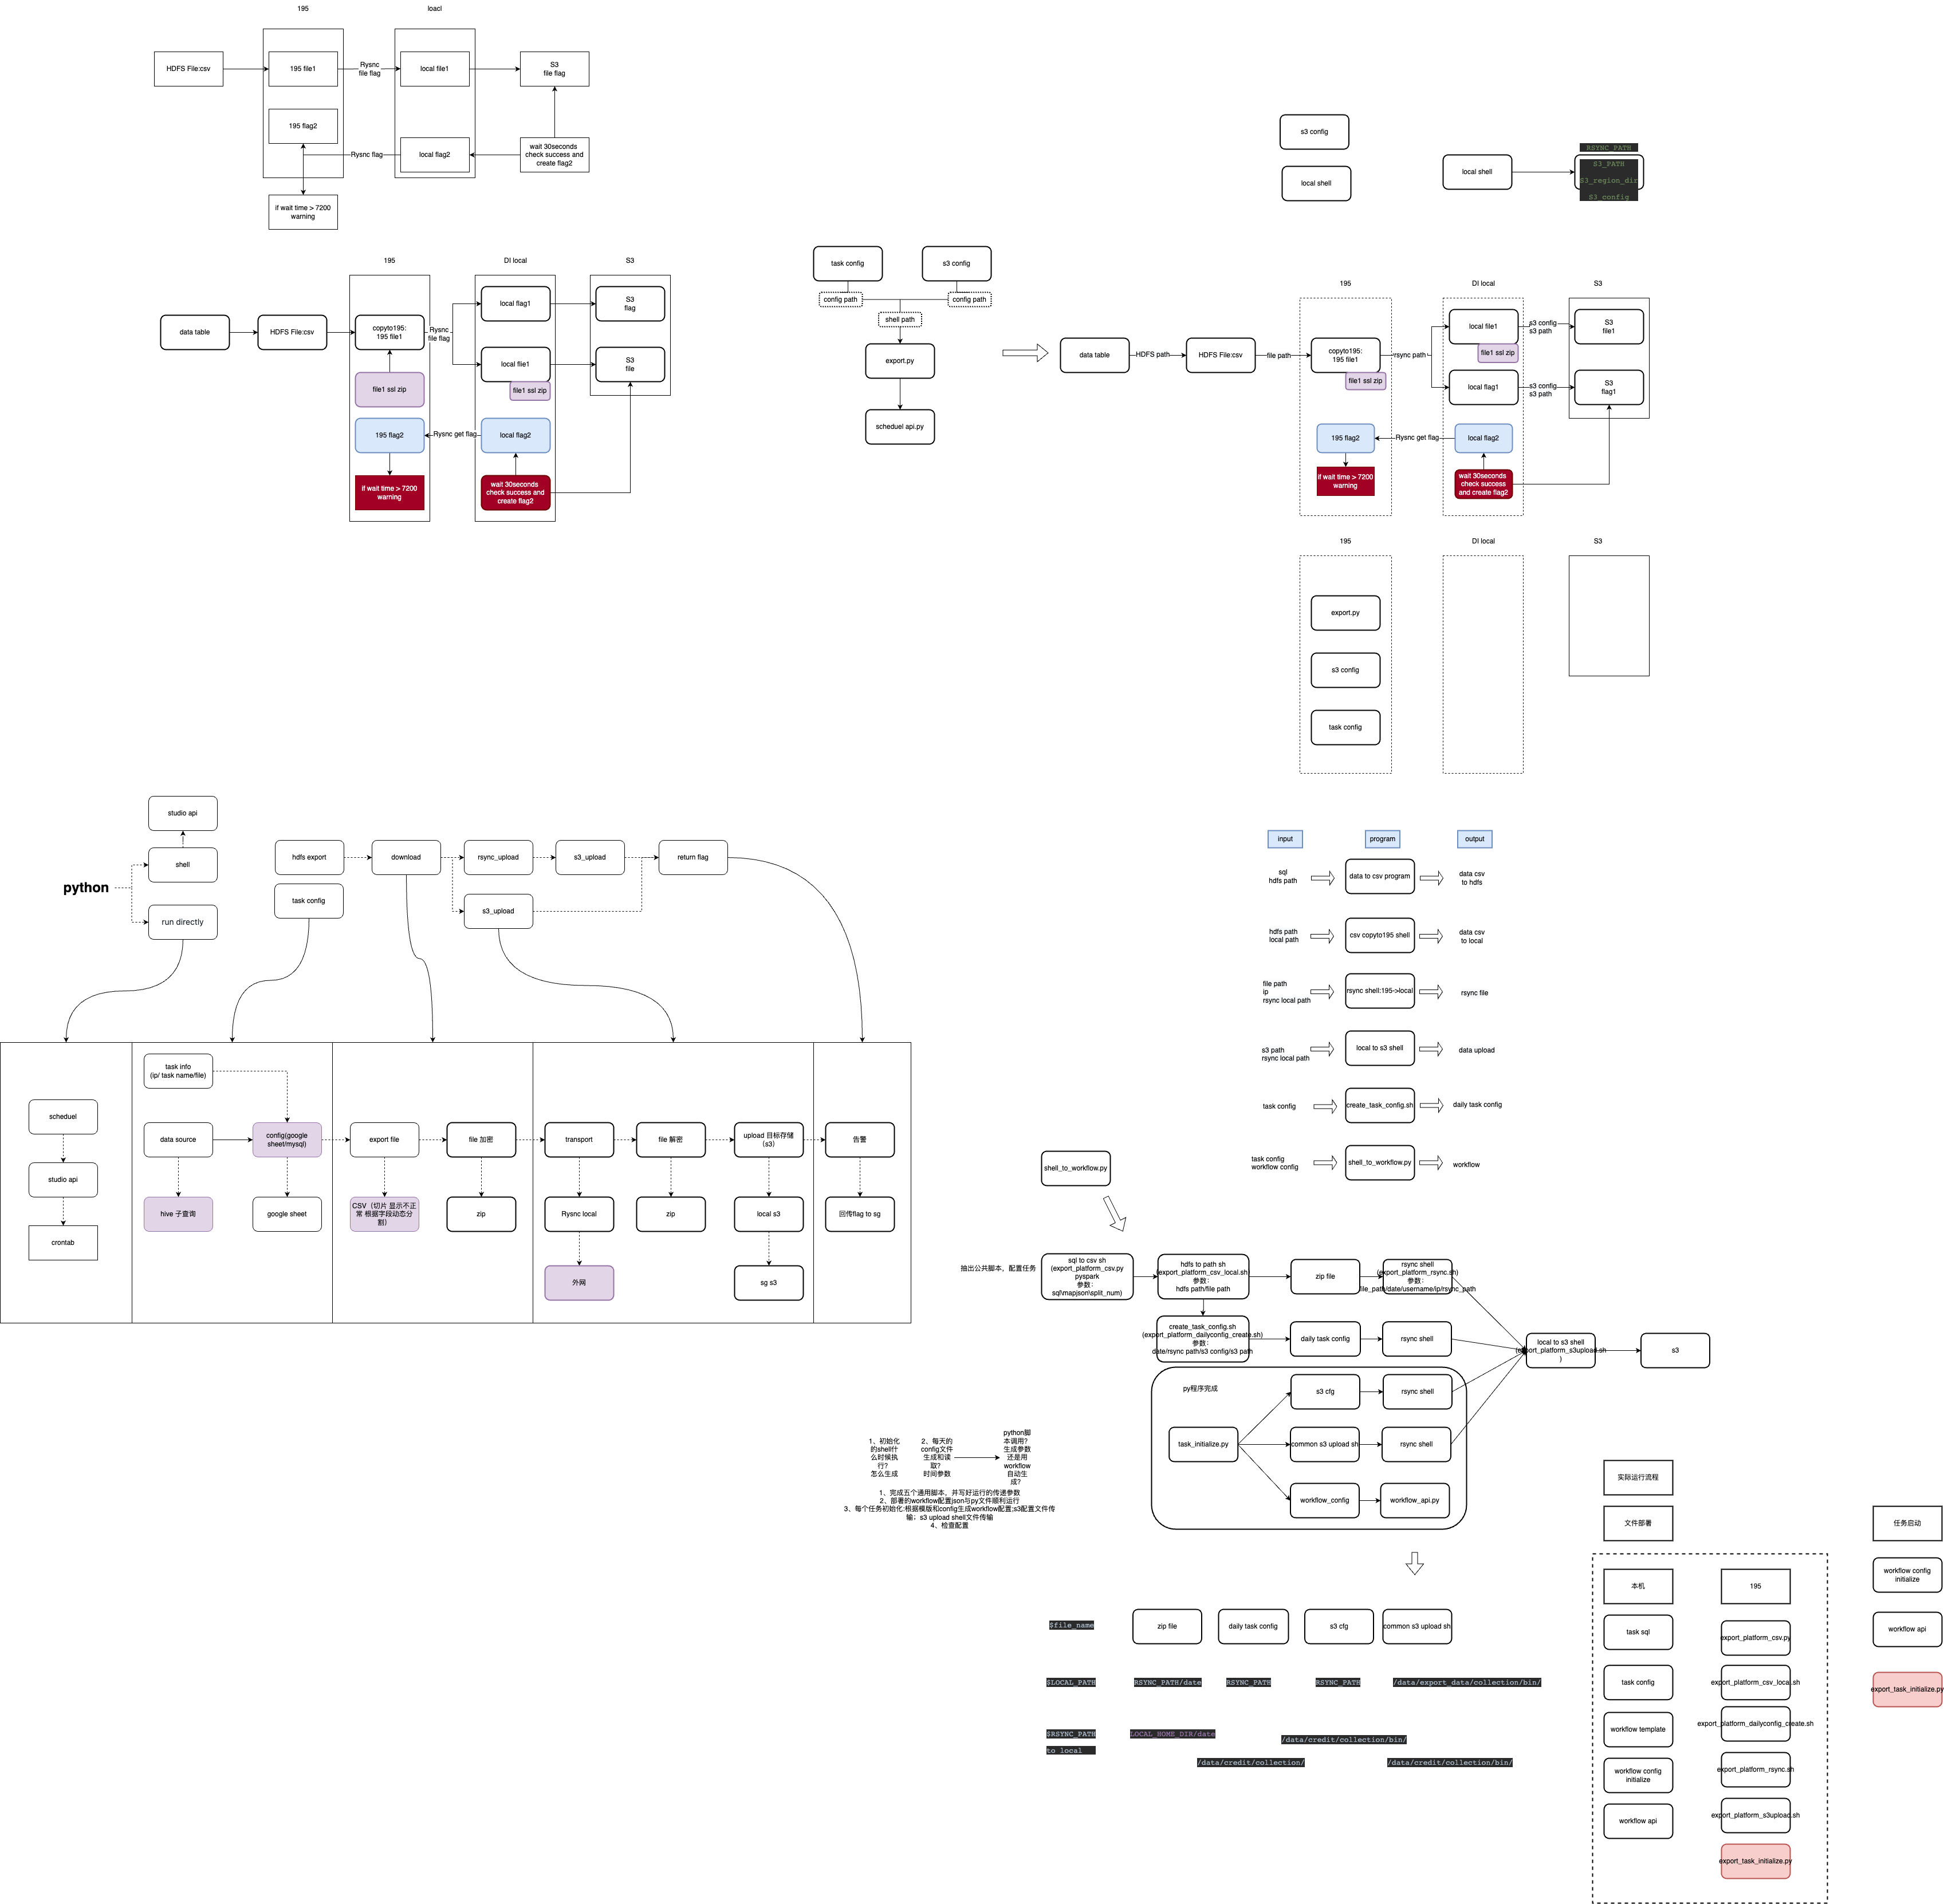 195
loacl
HDFS File:csv
195 file1
Rysnc
file flag
local file1
S3
file flag
195 flag2
Rysnc flag
local flag2
wait 30seconds
check success and
create flag2
if wait time > 7200
warning
s3 config
local shell
local shell
RSYNC_PATH
S3_PATH
S3_region_dir
S3_config
195
DI local
S3
data table
HDFS File:csv
copyto195:
195 file1
Rysnc
file flag
local flag1
S3
flag
local flie1
S3
file
file1 ssl zip
file1 ssl zip
195 flag2
Rysnc get flag
local flag2
if wait time > 7200
warning
wait 30seconds
check success and
create flag2
task config
s3 config
config path
config path
shell path
export.py
scheduel api.py
195
DI local
S3
data table
HDFS path
HDFS File:csv
file path
copyto195:
195 file1
file1 ssl zip
rsync path
local file1
file1 ssl zip
s3 config
s3 path
S3
file1
local flag1
s3 config
s3 path
S3
flag1
195 flag2
Rysnc get flag
local flag2
if wait time > 7200
warning
wait 30seconds
check success
and create flag2
195
DI local
S3
export.py
s3 config
task config
python
studio api
shell
run directly
hdfs export
download
rsync_upload
s3_upload
return flag
task config
s3_upload
task info
(ip/ task name/file)
scheduel
data source
config(google
sheet/mysql)
export file
file 加密
transport
file 解密
upload 目标存储
（s3）
告警
studio api
hive 子查询
google sheet
CSV（切片 显示不正
常 根据字段动态分
割）
zip
Rysnc local
zip
local s3
回传flag to sg
crontab
外网
sg s3
input
program
output
sql
hdfs path
data to csv program
data csv
to hdfs
hdfs path
local path
csv copyto195 shell
data csv
to local
file path
ip
rsync local path
rsync shell:195->local
rsync file
s3 path
rsync local path
local to s3 shell
data upload
task config
create_task_config.sh
daily task config
task config
workflow config
shell_to_workflow.py
workflow
shell_to_workflow.py
抽出公共脚本、配置任务
sql to csv sh
(export_platform_csv.py
pyspark
参数：
sql\mapjson\split_num)
hdfs to path sh
(export_platform_csv_local.sh
参数：
hdfs path/file path
zip file
rsync shell
(export_platform_rsync.sh)
参数：
file_path/date/username/ip/rsync_path
create_task_config.sh
(export_platform_dailyconfig_create.sh)
参数：
date/rsync path/s3 config/s3 path
daily task config
rsync shell
local to s3 shell
(export_platform_s3upload.sh
)
s3
py程序完成
s3 cfg
rsync shell
task_initialize.py
common s3 upload sh
rsync shell
workflow_config
workflow_api.py
1、初始化
的shell什
么时候执
行？
怎么生成
2、每天的
config文件
生成和读
取？
时间参数
python脚
本调用？
生成参数
还是用
workflow
自动生
成？
1、完成五个通用脚本，并写好运行的传递参数
2、部署的workflow配置json与py文件顺利运行
3、每个任务初始化:根据模版和config生成workflow配置;s3配置文件传
输；s3 upload shell文件传输
4、检查配置
实际运行流程
文件部署
任务启动
本机
195
workflow config
initialize
task sql
export_platform_csv.py
workflow api
task config
export_platform_csv_local.sh
export_task_initialize.py
workflow template
export_platform_dailyconfig_create.sh
workflow config
initialize
export_platform_rsync.sh
workflow api
export_platform_s3upload.sh
export_task_initialize.py
$file_name
zip file
daily task config
s3 cfg
common s3 upload sh
$LOCAL_PATH
RSYNC_PATH/date
RSYNC_PATH
RSYNC_PATH
/data/export_data/collection/bin/
$RSYNC_PATH
to local
LOCAL_HOME_DIR/date
/data/credit/collection/bin/
/data/credit/collection/
/data/credit/collection/bin/